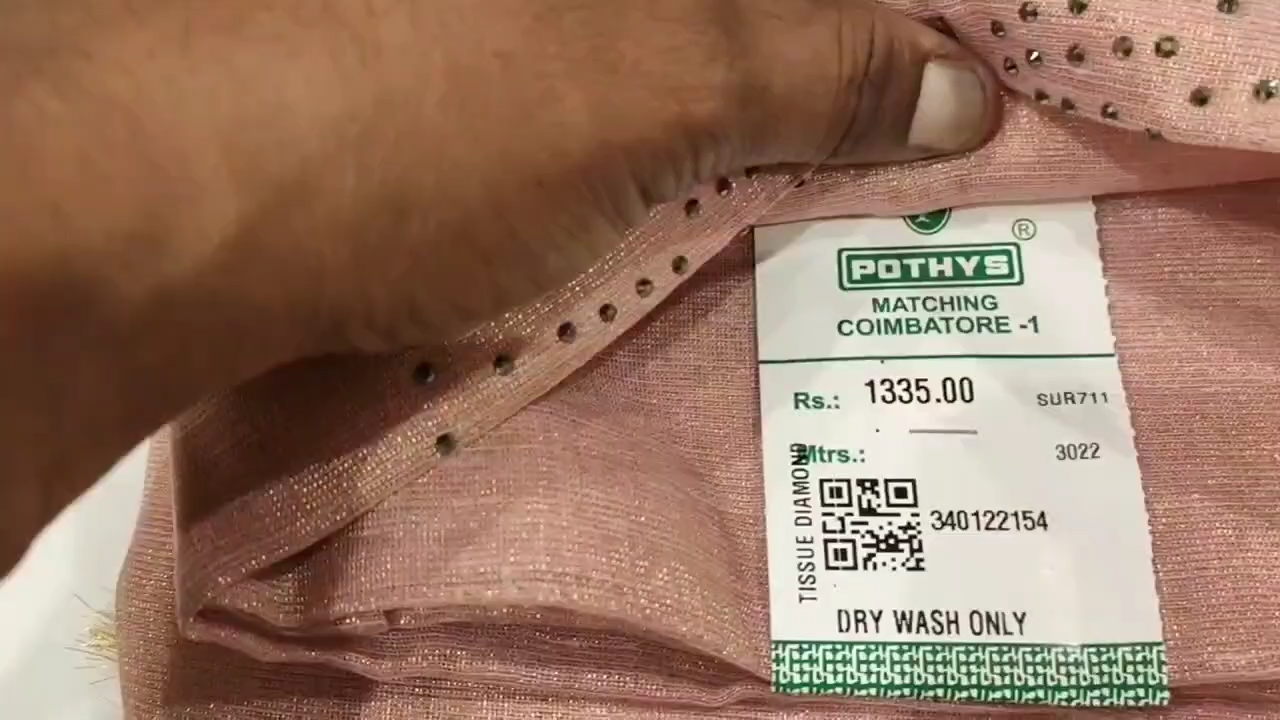 ®
POTHYS
MATCHING
COIMBATORE -1
Rs.: 1335.00 SUR711
Mtrs.: 3022
TISSUE DIAMOND
340122154
DRY WASH ONLY